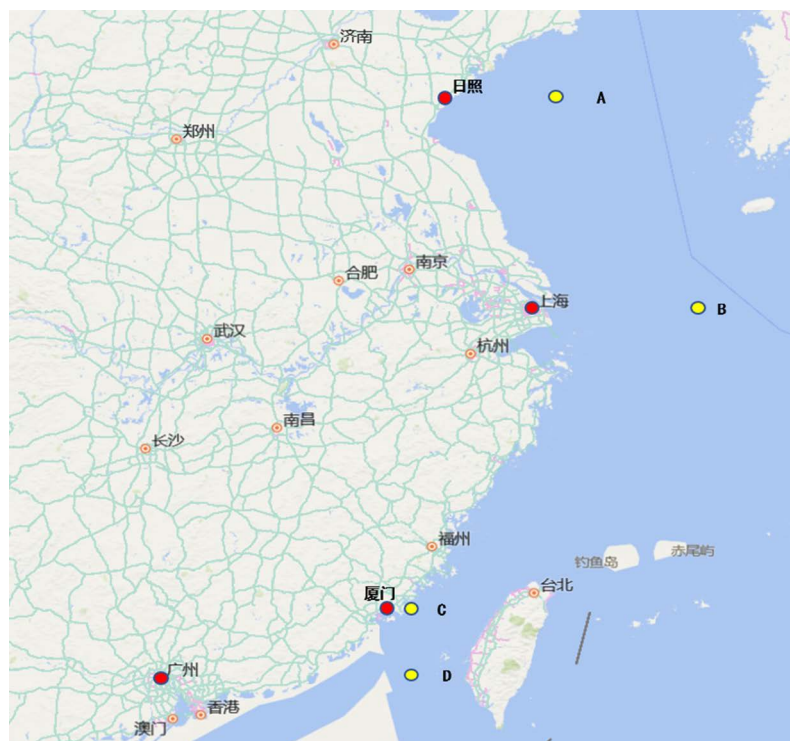 济南
日照
A
郑州
南京
合肥
上海
B
武汉
杭州
南昌
长沙
福州
钓鱼岛
赤尾屿
台北
厦门
C
广州
D
香港
澳门